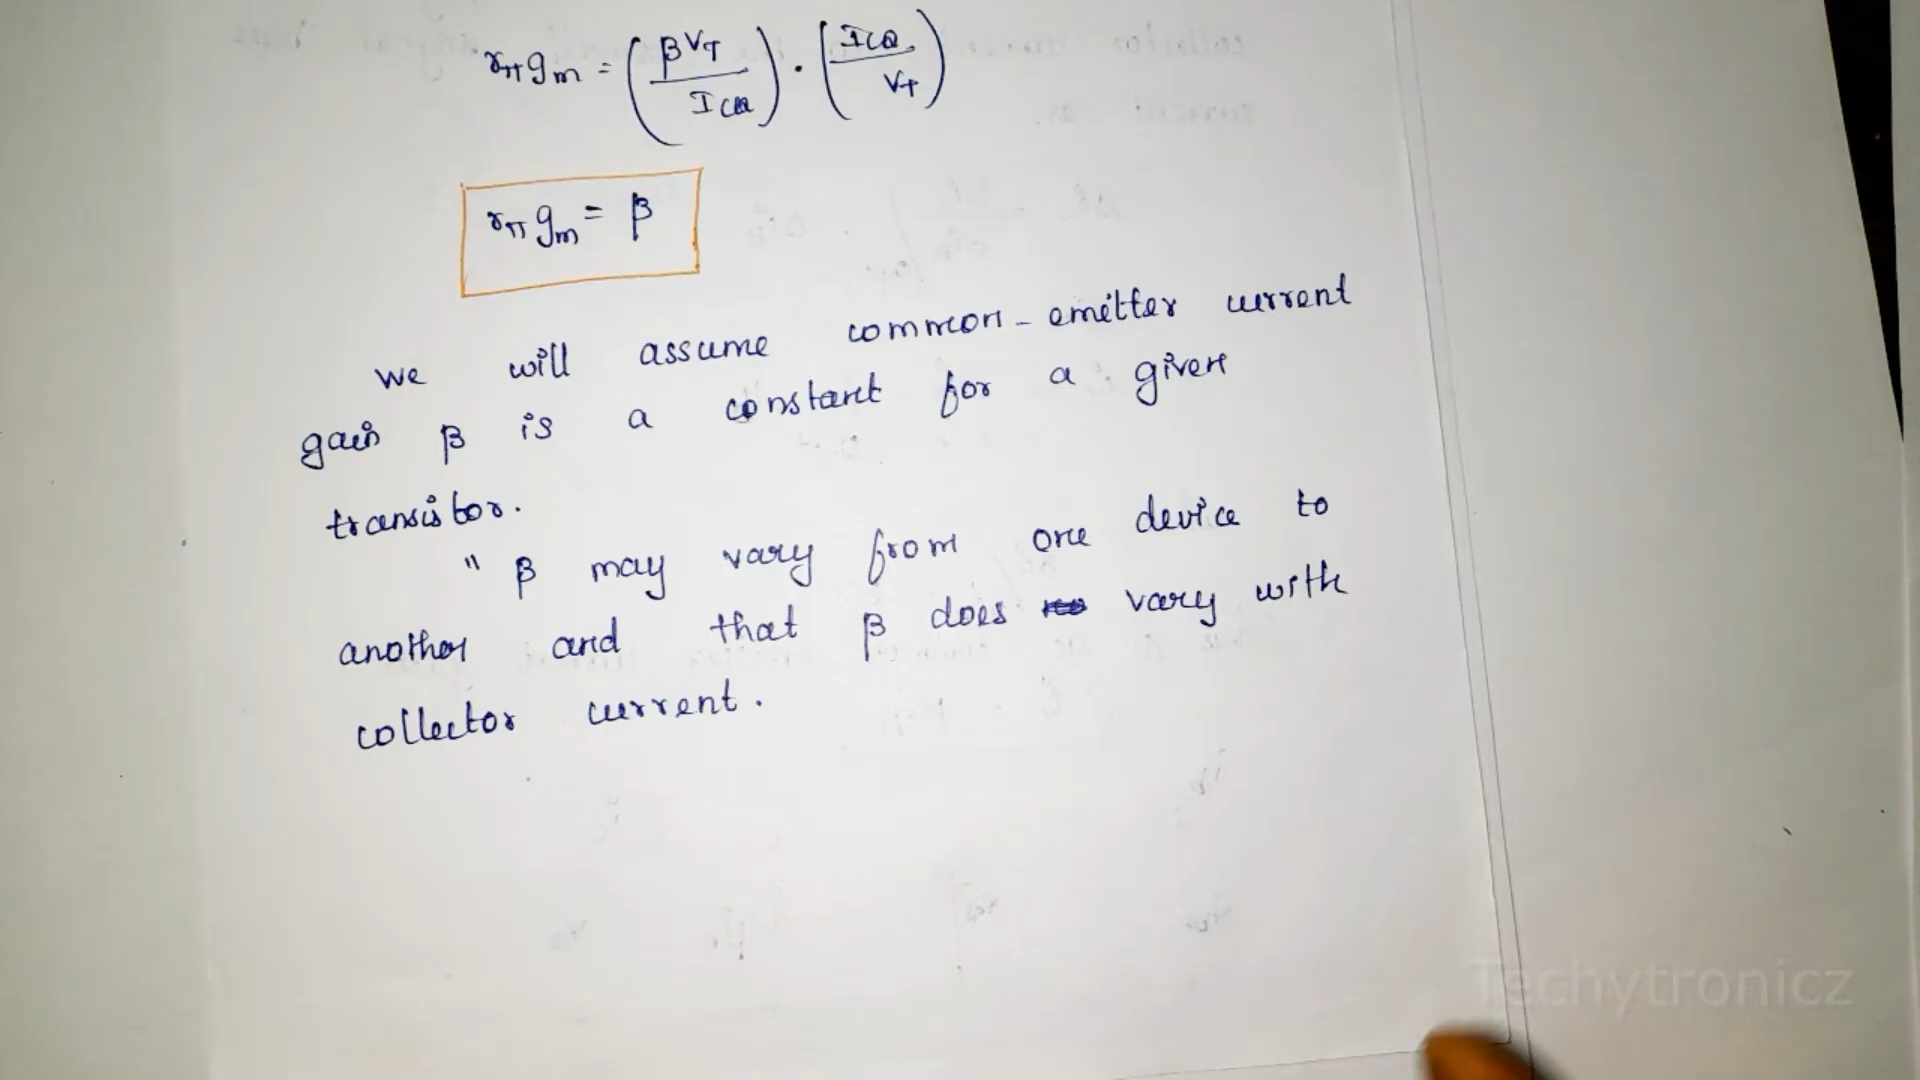 rπ gm = (βVT / ICQ) · (ICQ / VT)
rπ gm = β
We will assume common-emitter current
gain β is a constant for a given
transistor.
" β may vary from one device to
another and that β does vary with
collector current.
Techytronicz